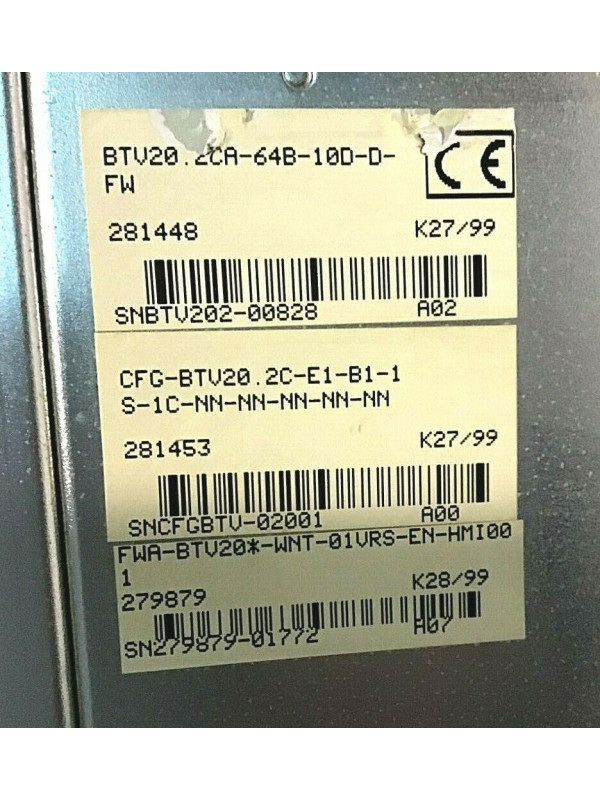 BTV20.2CA-64B-10D-D-
FW
CE
281448 K27/99
SNBTV202-00828 A02
CFG-BTV20.2C-E1-B1-1
S-1C-NN-NN-NN-NN-NN
281453 K27/99
SNCFGBTV-02001 A00
FWA-BTV20*-WNT-01VRS-EN-HMI00
1 K28/99
279879
SN279879-01772 A07